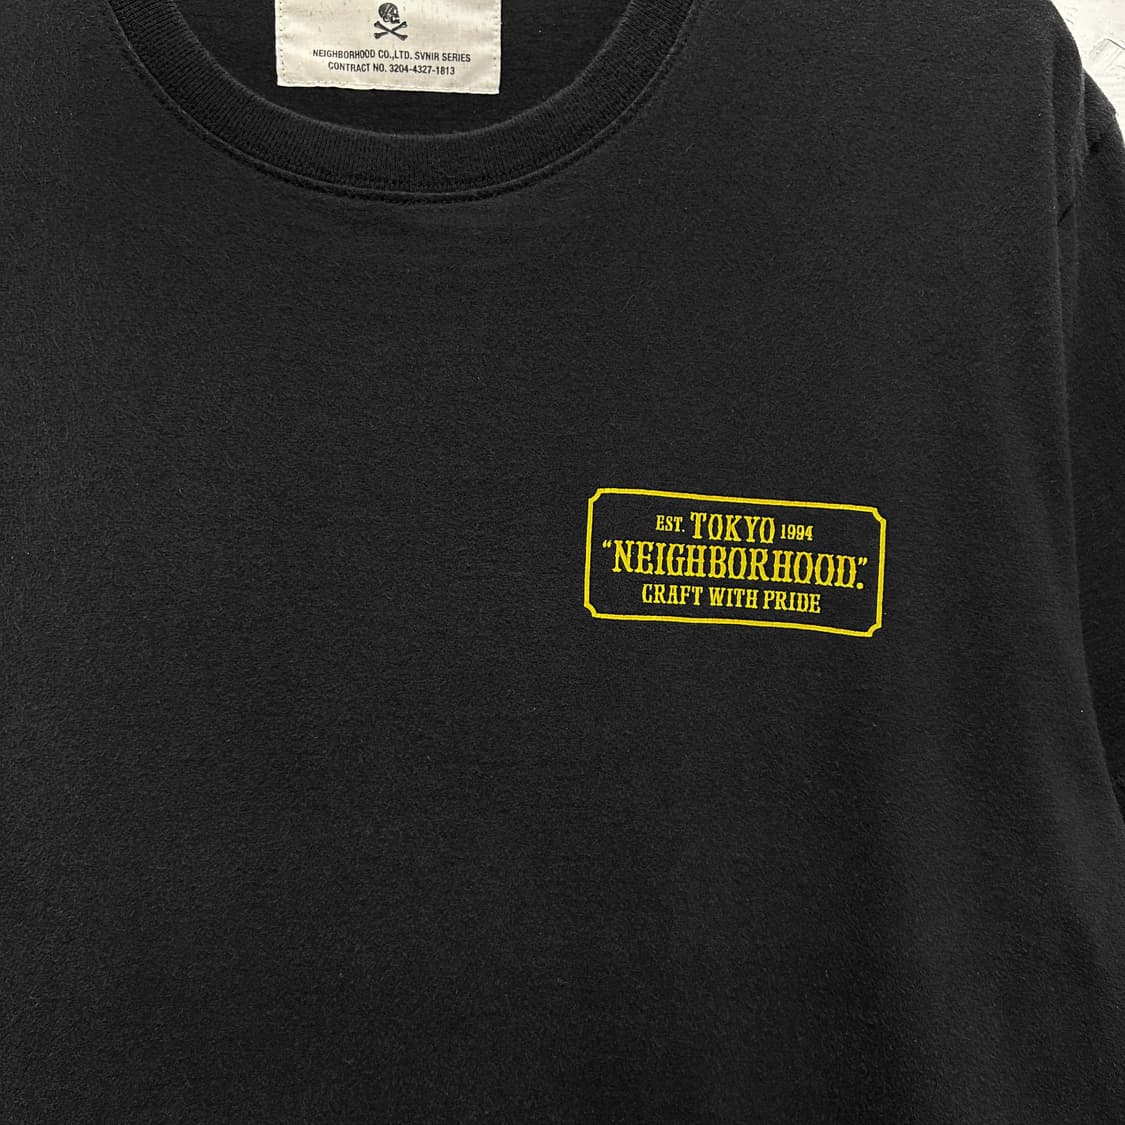 NEIGHBORHOOD CO.,LTD. SVNIR SERIES
CONTRACT NO. 3204-4327-1813
EST. TOKYO 1994
“NEIGHBORHOOD.”
CRAFT WITH PRIDE